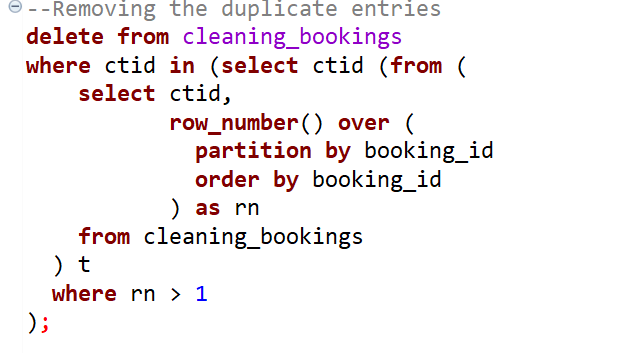 --Removing the duplicate entries
delete from cleaning_bookings
where ctid in (select ctid (from (
    select ctid,
           row_number() over (
             partition by booking_id
             order by booking_id
           ) as rn
    from cleaning_bookings
  ) t
  where rn > 1
);